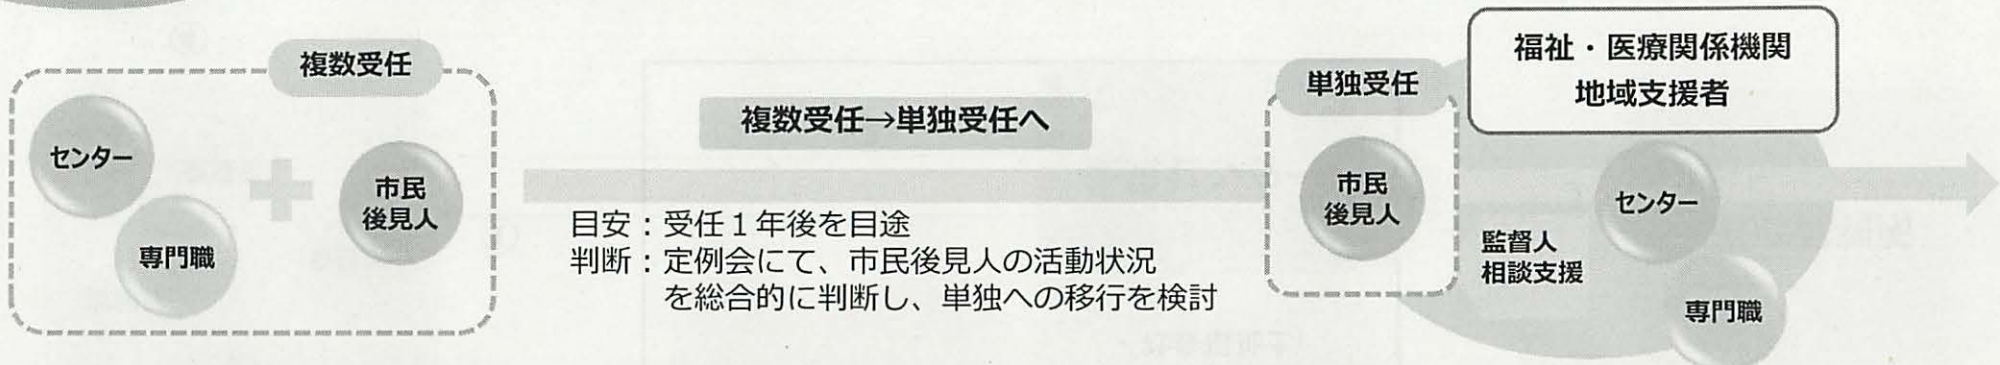 複数受任
センター
専門職
市民
後見人
複数受任→単独受任へ
目安:受任1年後を目途
判断:定例会にて、市民後見人の活動状況
を総合的に判断し、単独への移行を検討
単独受任
市民
後見人
福祉・医療関係機関
地域支援者
監督人
相談支援
センター
専門職